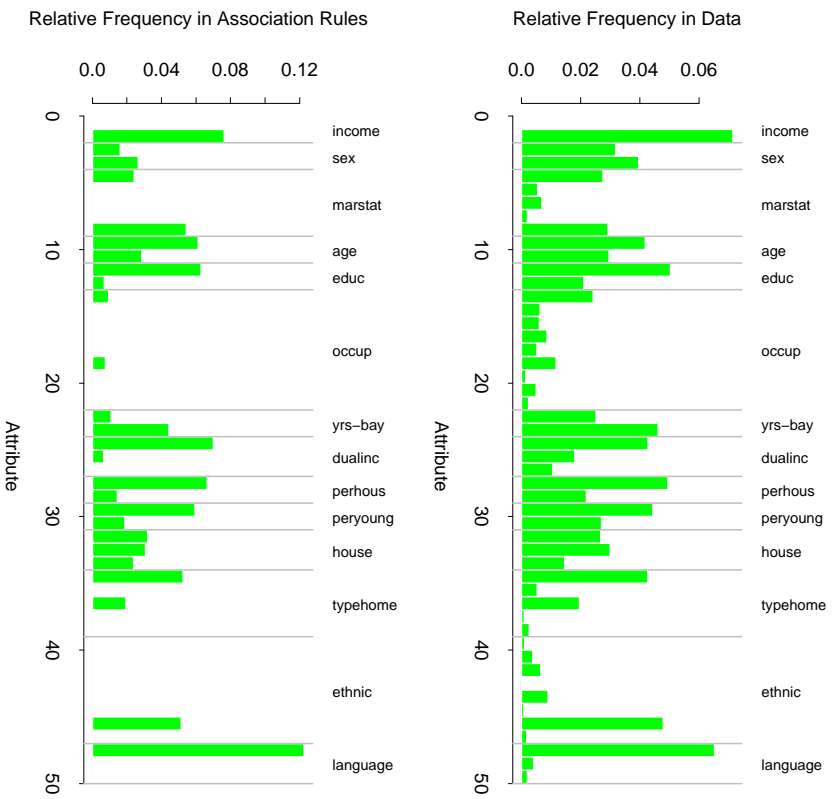 Relative Frequency in Association Rules
0.0 0.04 0.08 0.12
0
10
20
30
40
50
Attribute
income
sex
marstat
age
educ
occup
yrs−bay
dualinc
perhous
peryoung
house
typehome
ethnic
language
Relative Frequency in Data
0.0 0.02 0.04 0.06
0
10
20
30
40
50
Attribute
income
sex
marstat
age
educ
occup
yrs−bay
dualinc
perhous
peryoung
house
typehome
ethnic
language